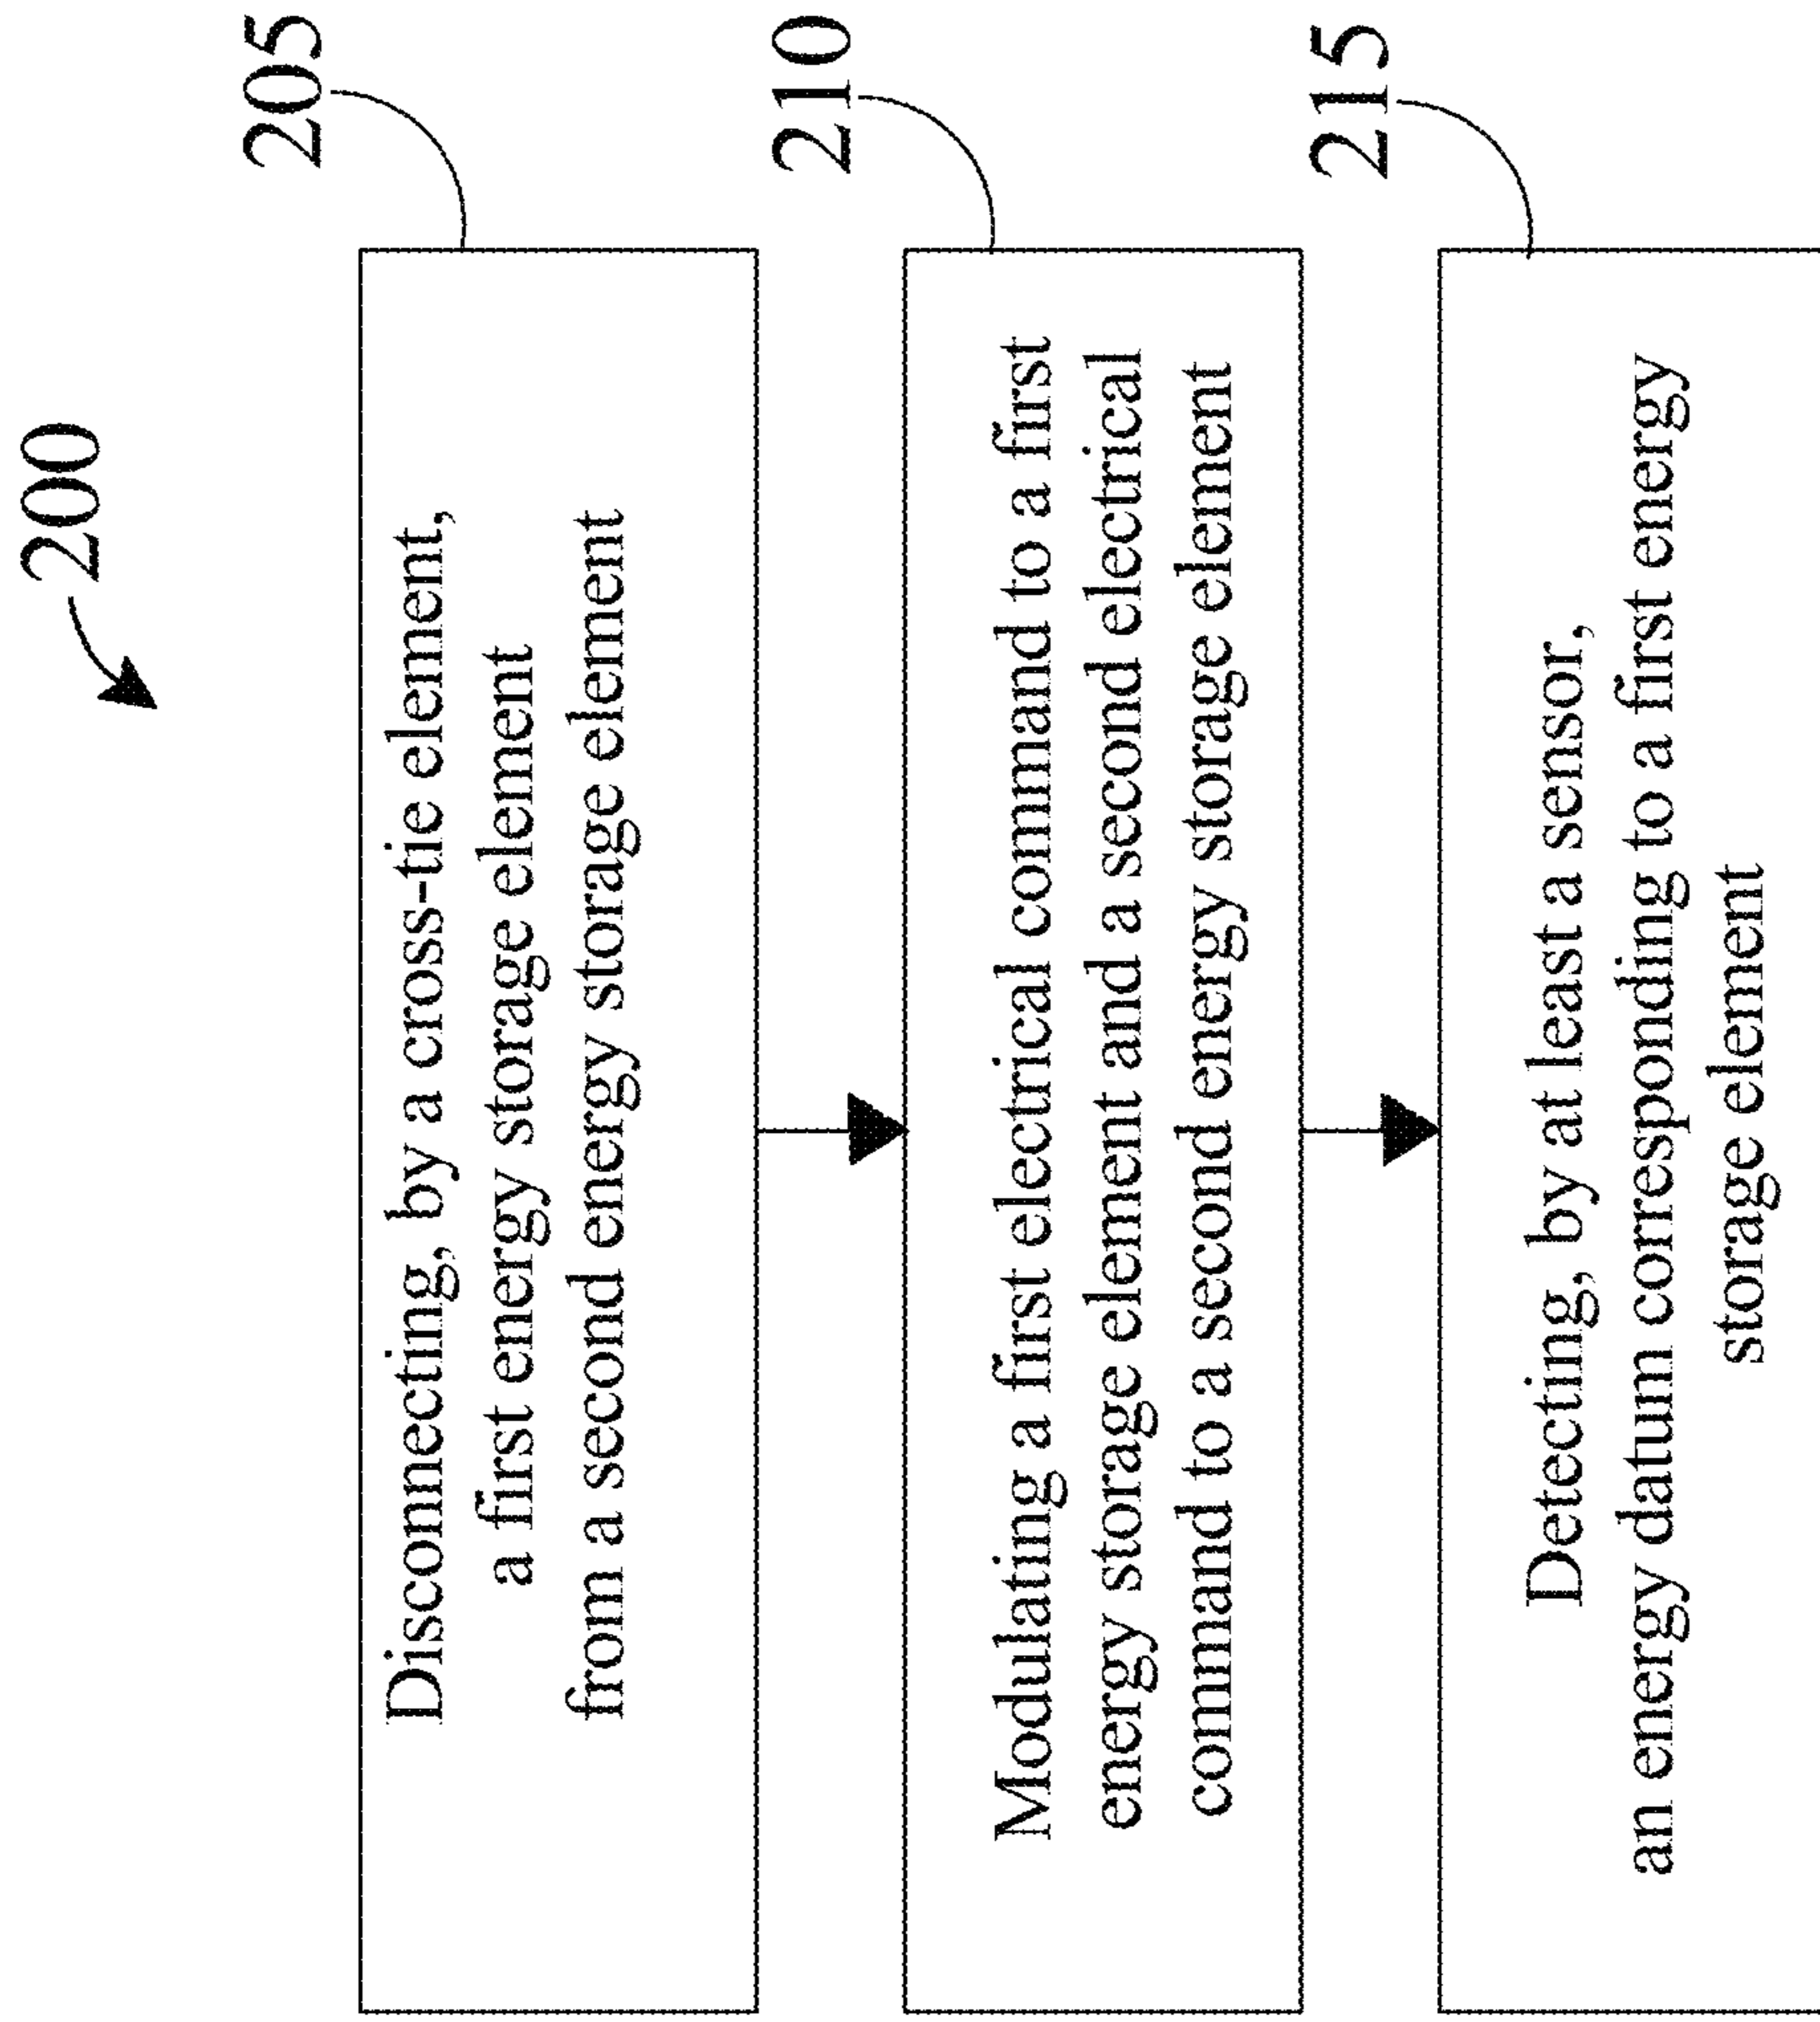 200
205
Disconnecting, by a cross-tie element,
a first energy storage element
from a second energy storage element
210
Modulating a first electrical command to a first
energy storage element and a second electrical
command to a second energy storage element
215
Detecting, by at least a sensor,
an energy datum corresponding to a first energy
storage element